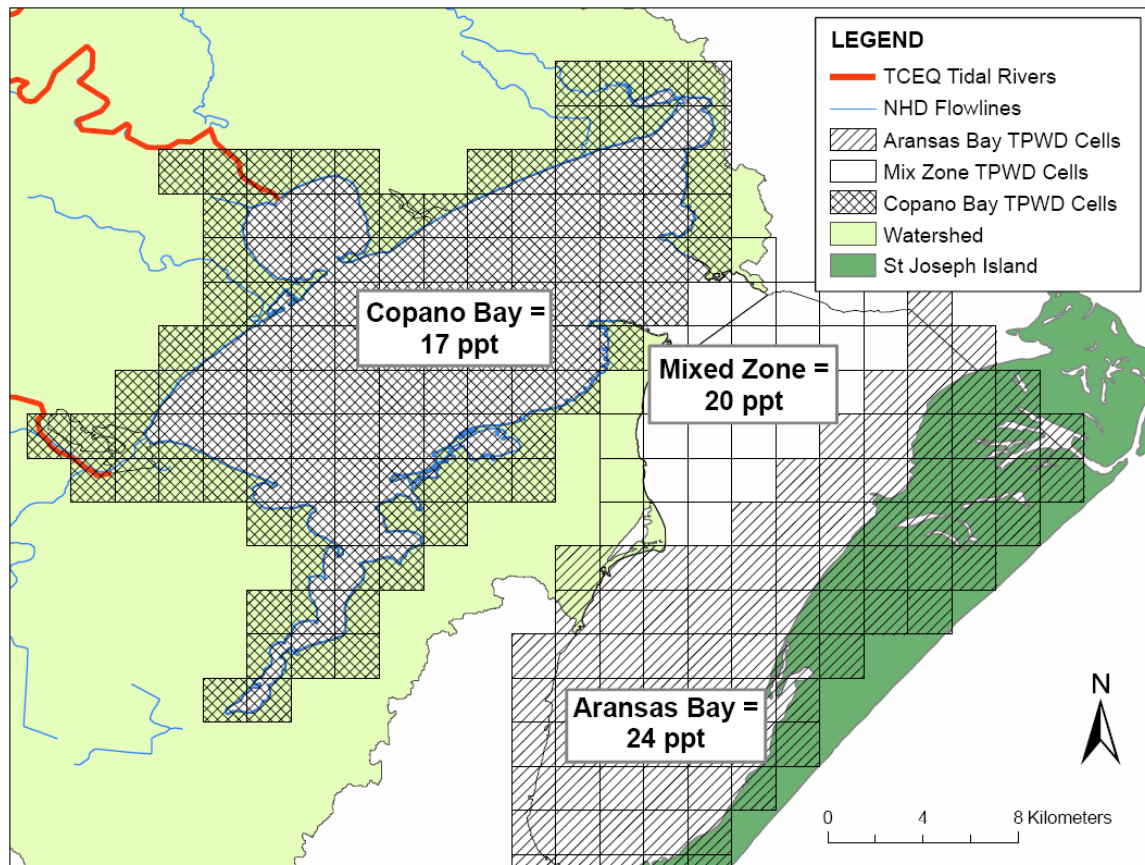 LEGEND
TCEQ Tidal Rivers
NHD Flowlines
Aransas Bay TPWD Cells
Mix Zone TPWD Cells
Copano Bay TPWD Cells
Watershed
St Joseph Island
Copano Bay =
17 ppt
Mixed Zone =
20 ppt
Aransas Bay =
24 ppt
N
0 4 8 Kilometers